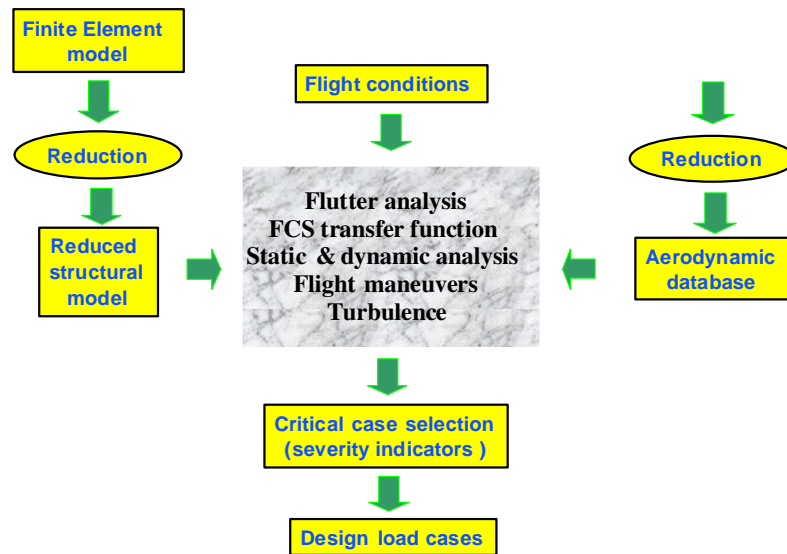 Finite Element
model
Flight conditions
Reduction
Reduction
Flutter analysis
FCS transfer function
Static & dynamic analysis
Flight maneuvers
Turbulence
Reduced
structural
model
Aerodynamic
database
Critical case selection
(severity indicators )
Design load cases